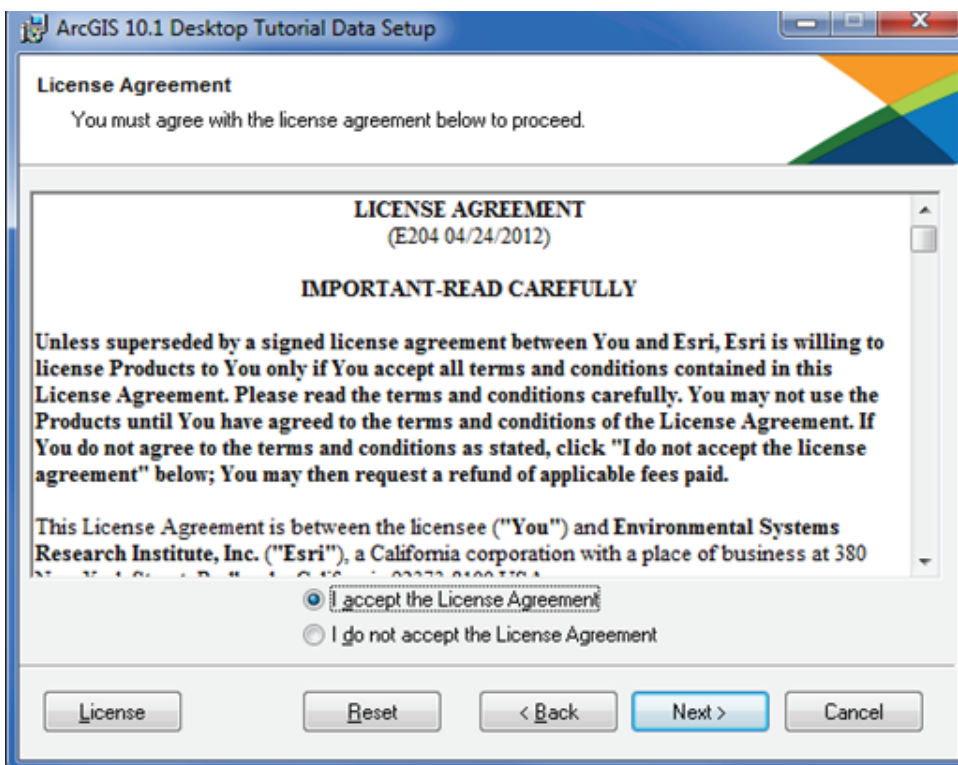 ArcGIS 10.1 Desktop Tutorial Data Setup
License Agreement
You must agree with the license agreement below to proceed.
LICENSE AGREEMENT
(E204 04/24/2012)
IMPORTANT-READ CAREFULLY
Unless superseded by a signed license agreement between You and Esri, Esri is willing to
license Products to You only if You accept all terms and conditions contained in this
License Agreement. Please read the terms and conditions carefully. You may not use the
Products until You have agreed to the terms and conditions of the License Agreement. If
You do not agree to the terms and conditions as stated, click "I do not accept the license
agreement" below; You may then request a refund of applicable fees paid.
This License Agreement is between the licensee ("You") and Environmental Systems
Research Institute, Inc. ("Esri"), a California corporation with a place of business at 380
I accept the License Agreement
I do not accept the License Agreement
License
Reset
< Back
Next >
Cancel